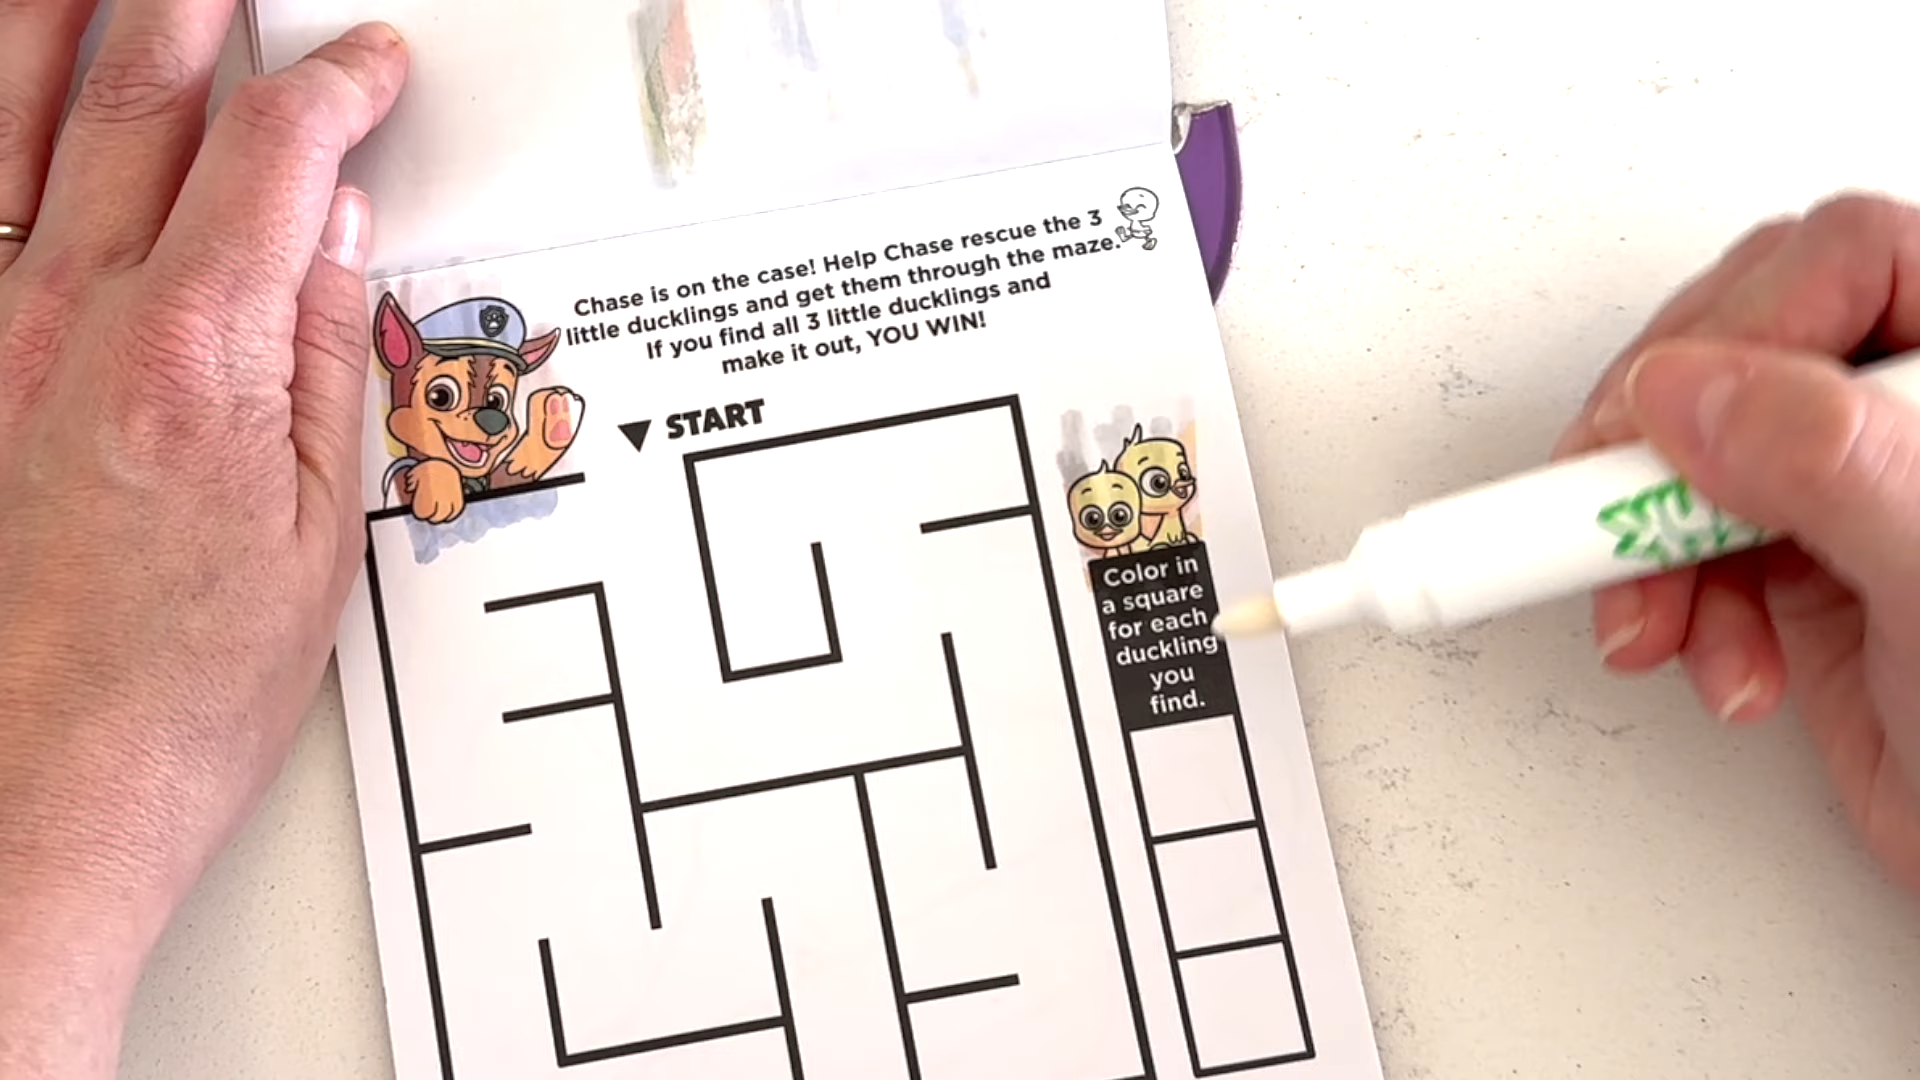 Chase is on the case! Help Chase rescue the 3
little ducklings and get them through the maze.
If you find all 3 little ducklings and
make it out, YOU WIN!
START
Color in
a square
for each
duckling
you
find.